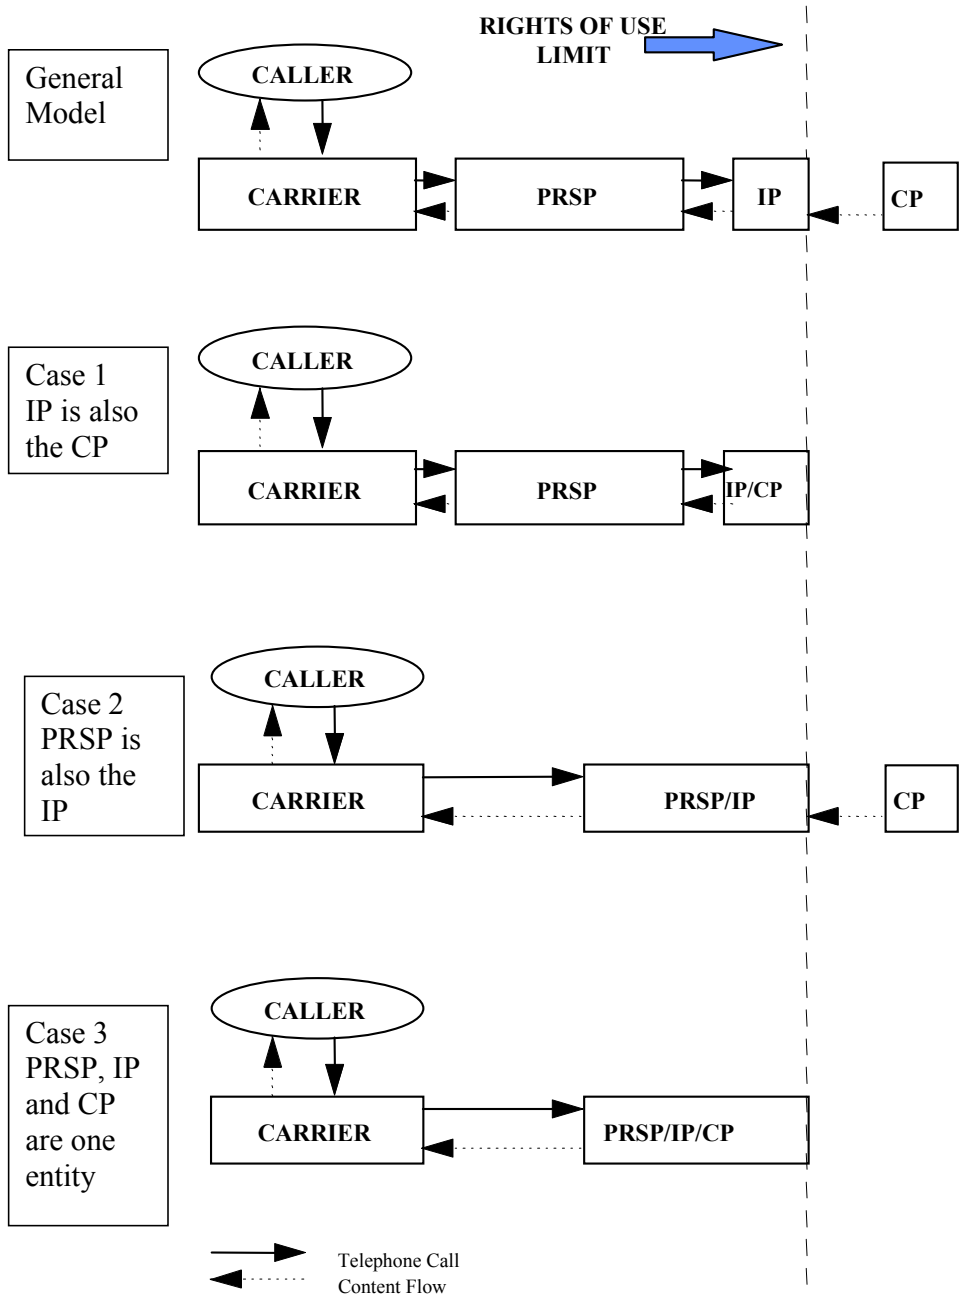 RIGHTS OF USE
LIMIT
General
Model
CALLER
CARRIER
PRSP
IP
CP
Case 1
IP is also
the CP
CALLER
CARRIER
PRSP
IP/CP
Case 2
PRSP is
also the
IP
CALLER
CARRIER
PRSP/IP
CP
Case 3
PRSP, IP
and CP
are one
entity
CALLER
CARRIER
PRSP/IP/CP
Telephone Call
Content Flow